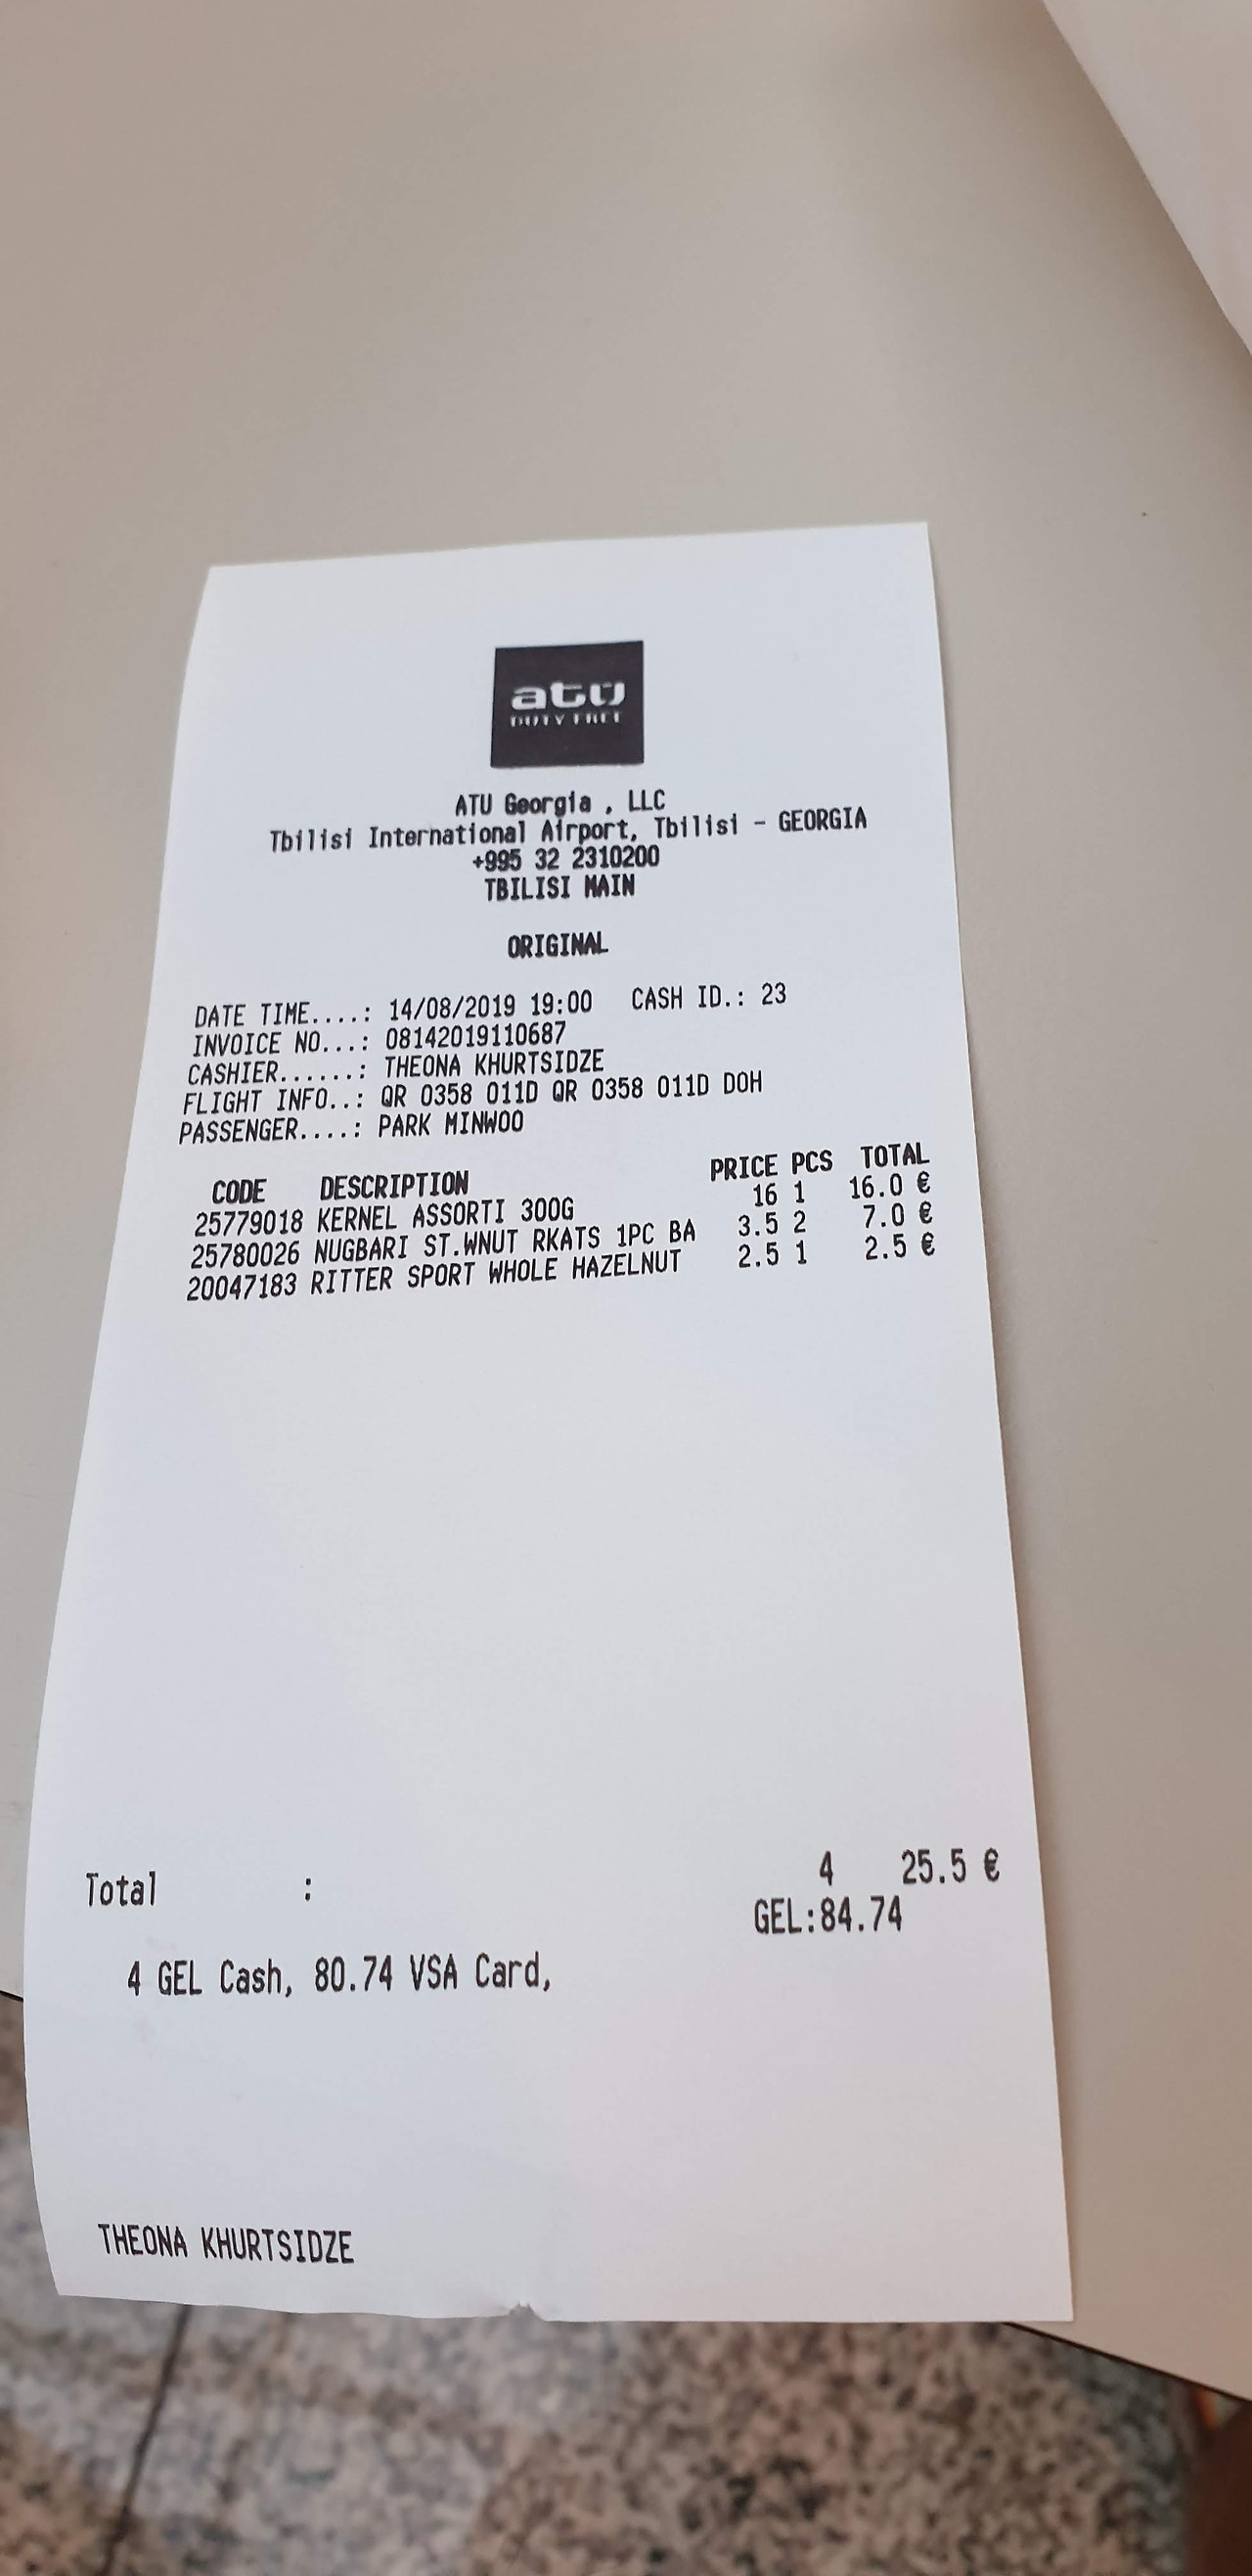 atü
DUTY FREE
ATU Georgia , LLC
Tbilisi International Airport, Tbilisi - GEORGIA
+995 32 2310200
TBILISI MAIN
ORIGINAL
DATE TIME....: 14/08/2019 19:00 CASH ID.: 23
INVOICE NO...: 08142019110687
CASHIER......: THEONA KHURTSIDZE
FLIGHT INFO..: QR 0358 011D QR 0358 011D DOH
PASSENGER....: PARK MINWOO
CODE DESCRIPTION PRICE PCS TOTAL
25779018 KERNEL ASSORTI 300G 16 1 16.0 €
25780026 NUGBARI ST.WNUT RKATS 1PC BA 3.5 2 7.0 €
20047183 RITTER SPORT WHOLE HAZELNUT 2.5 1 2.5 €
Total : 4 25.5 €
GEL:84.74
4 GEL Cash, 80.74 VSA Card,
THEONA KHURTSIDZE